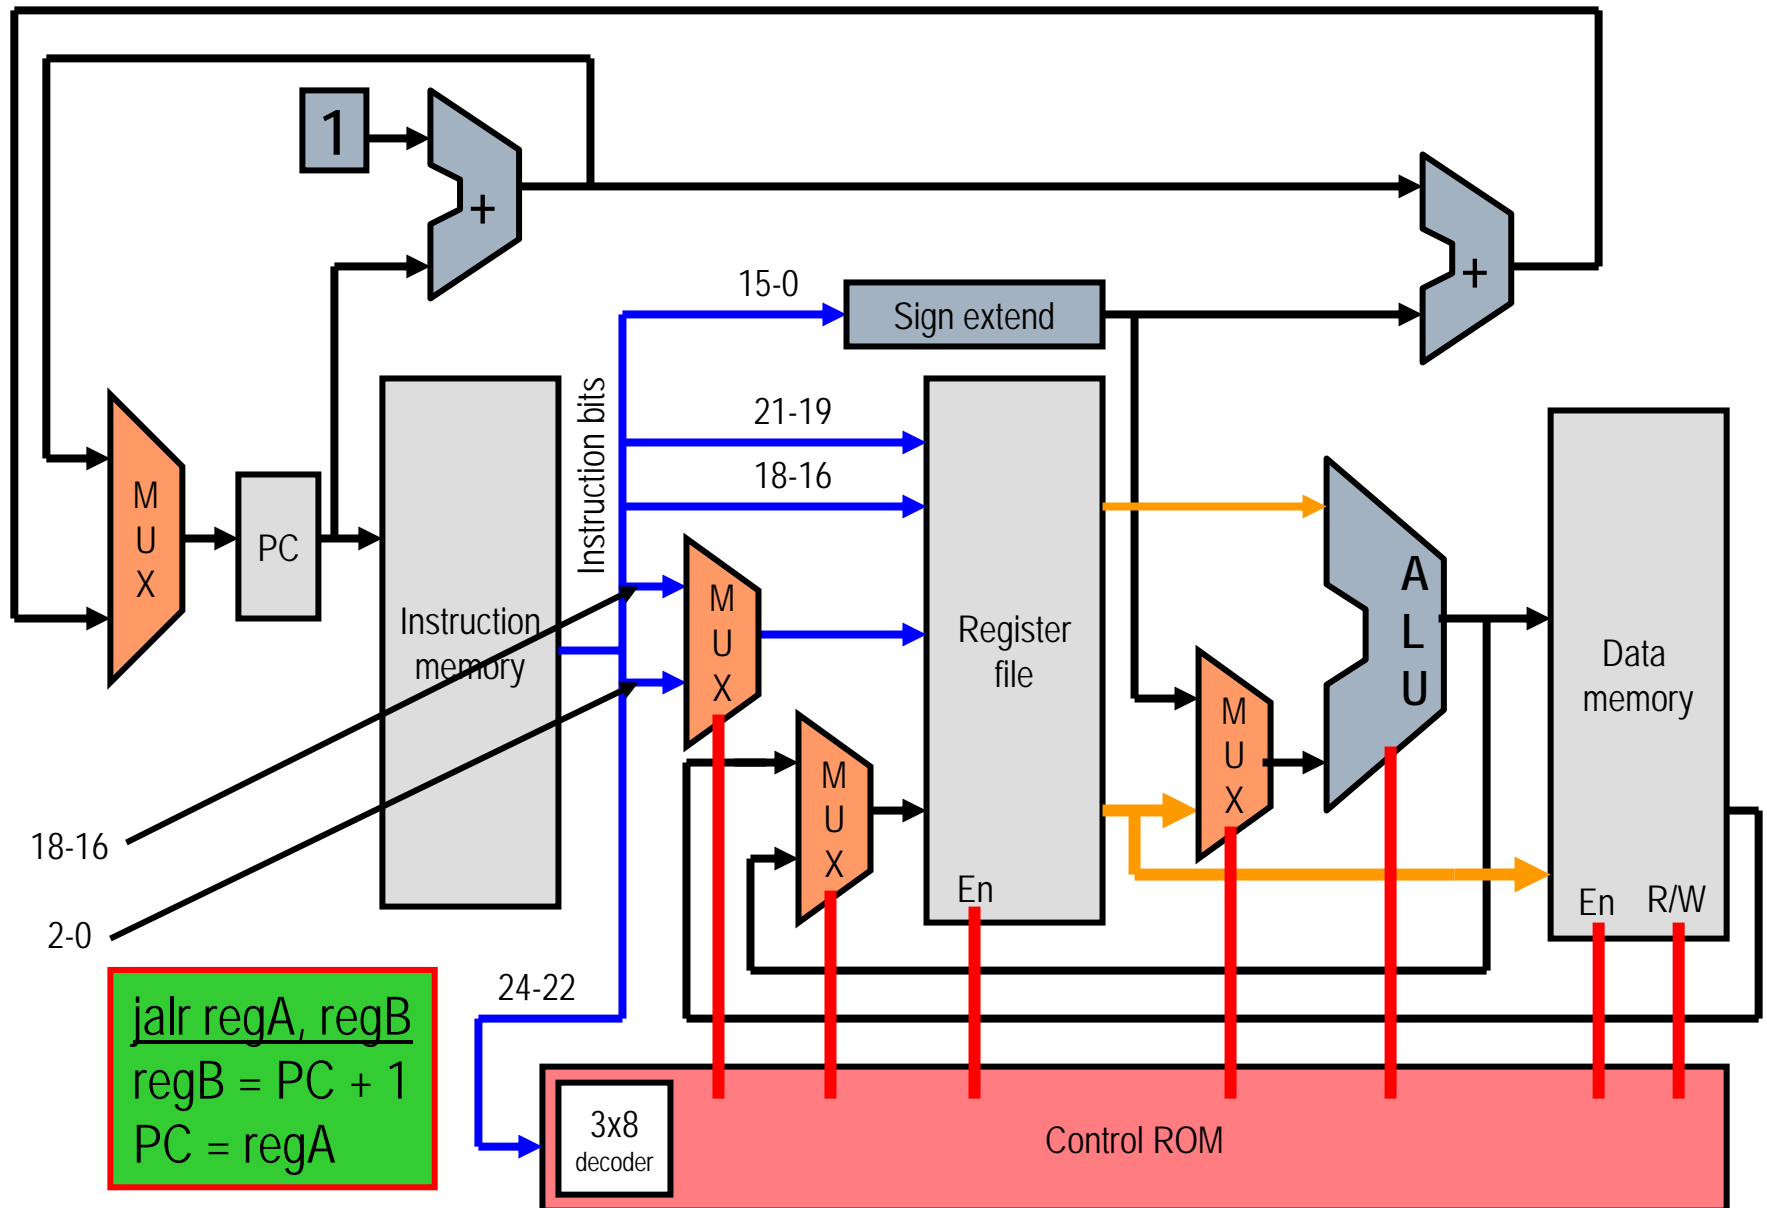 1
+
+
15-0
Sign extend
Instruction bits
21-19
18-16
M
U
X
PC
Instruction
memory
M
U
X
Register
file
En
M
U
X
M
U
X
A
L
U
Data
memory
En
R/W
18-16
2-0
24-22
jalr regA, regB
regB = PC + 1
PC = regA
3x8
decoder
Control ROM